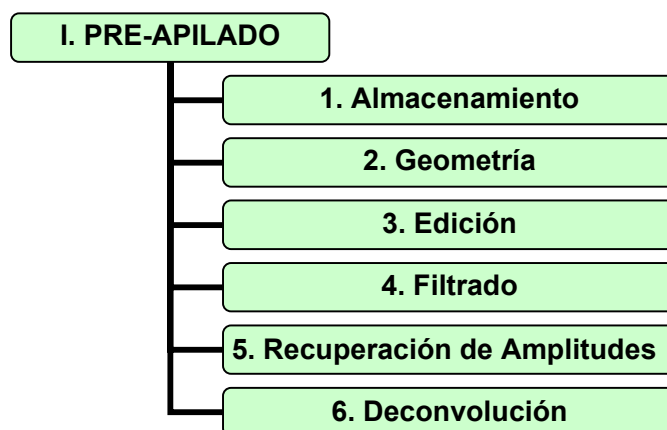 I. PRE-APILADO
1. Almacenamiento
2. Geometría
3. Edición
4. Filtrado
5. Recuperación de Amplitudes
6. Deconvolución